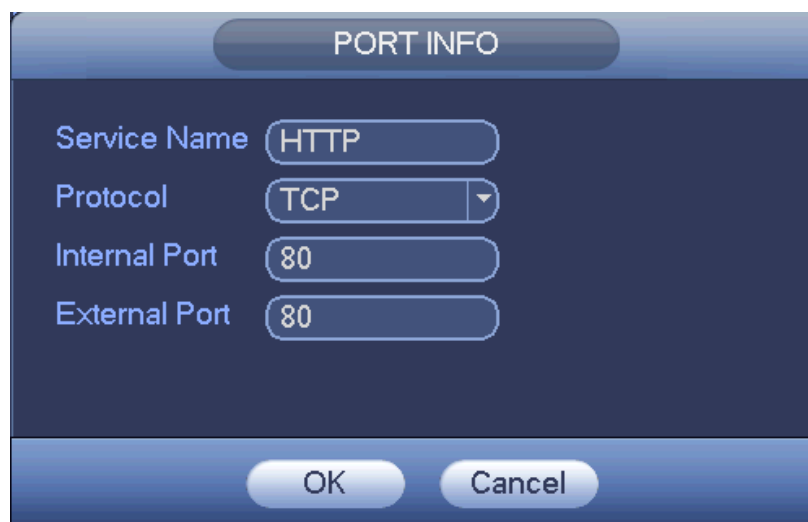 PORT INFO
Service Name HTTP
Protocol TCP
Internal Port 80
External Port 80
OK Cancel